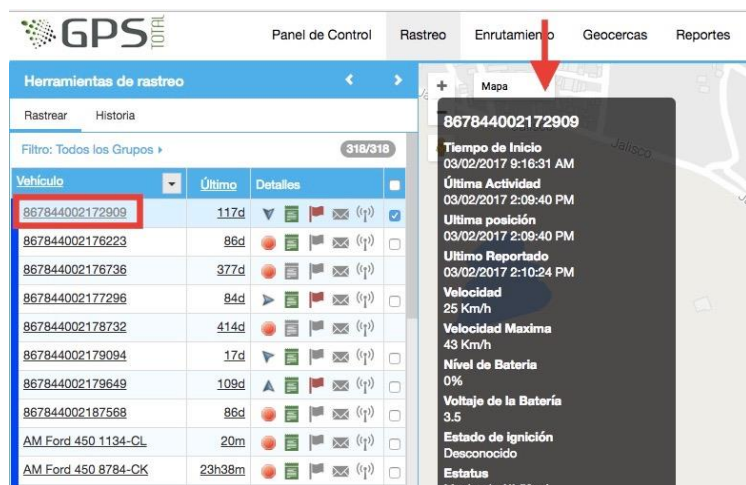 GPS TOTAL
Panel de Control Rastreo Enrutamiento Geocercas Reportes
Herramientas de rastreo
Rastrear Historia
Filtro: Todos los Grupos 318/318
Vehículo Último Detalles
867844002172909 117d
867844002176223 86d
867844002176736 377d
867844002177296 84d
867844002178732 414d
867844002179094 17d
867844002179649 109d
867844002187568 86d
AM Ford 450 1134-CL 20m
AM Ford 450 8784-CK 23h38m
+ Mapa
Jalisco
867844002172909
Tiempo de Inicio
03/02/2017 9:16:31 AM
Última Actividad
03/02/2017 2:09:40 PM
Ultima posición
03/02/2017 2:09:40 PM
Ultimo Reportado
03/02/2017 2:10:24 PM
Velocidad
25 Km/h
Velocidad Maxima
43 Km/h
Nível de Bateria
0%
Voltaje de la Batería
3.5
Estado de ignición
Desconocido
Estatus